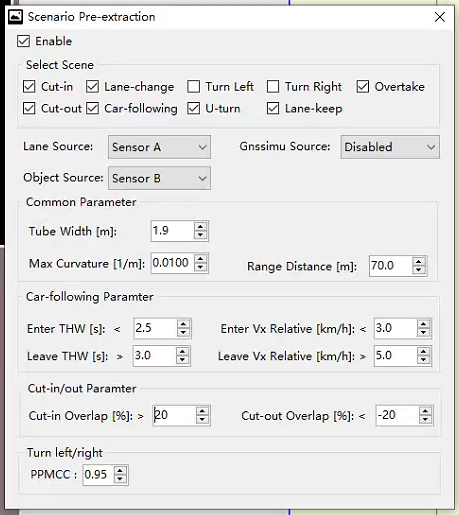 Scenario Pre-extraction
Enable
Select Scene
Cut-in Lane-change Turn Left Turn Right Overtake
Cut-out Car-following U-turn Lane-keep
Lane Source: Sensor A Gnssimu Source: Disabled
Object Source: Sensor B
Common Parameter
Tube Width [m]: 1.9
Max Curvature [1/m]: 0.0100 Range Distance [m]: 70.0
Car-following Paramter
Enter THW [s]: < 2.5 Enter Vx Relative [km/h]: < 3.0
Leave THW [s]: > 3.0 Leave Vx Relative [km/h]: > 5.0
Cut-in/out Paramter
Cut-in Overlap [%]: > 20 Cut-out Overlap [%]: < -20
Turn left/right
PPMCC : 0.95